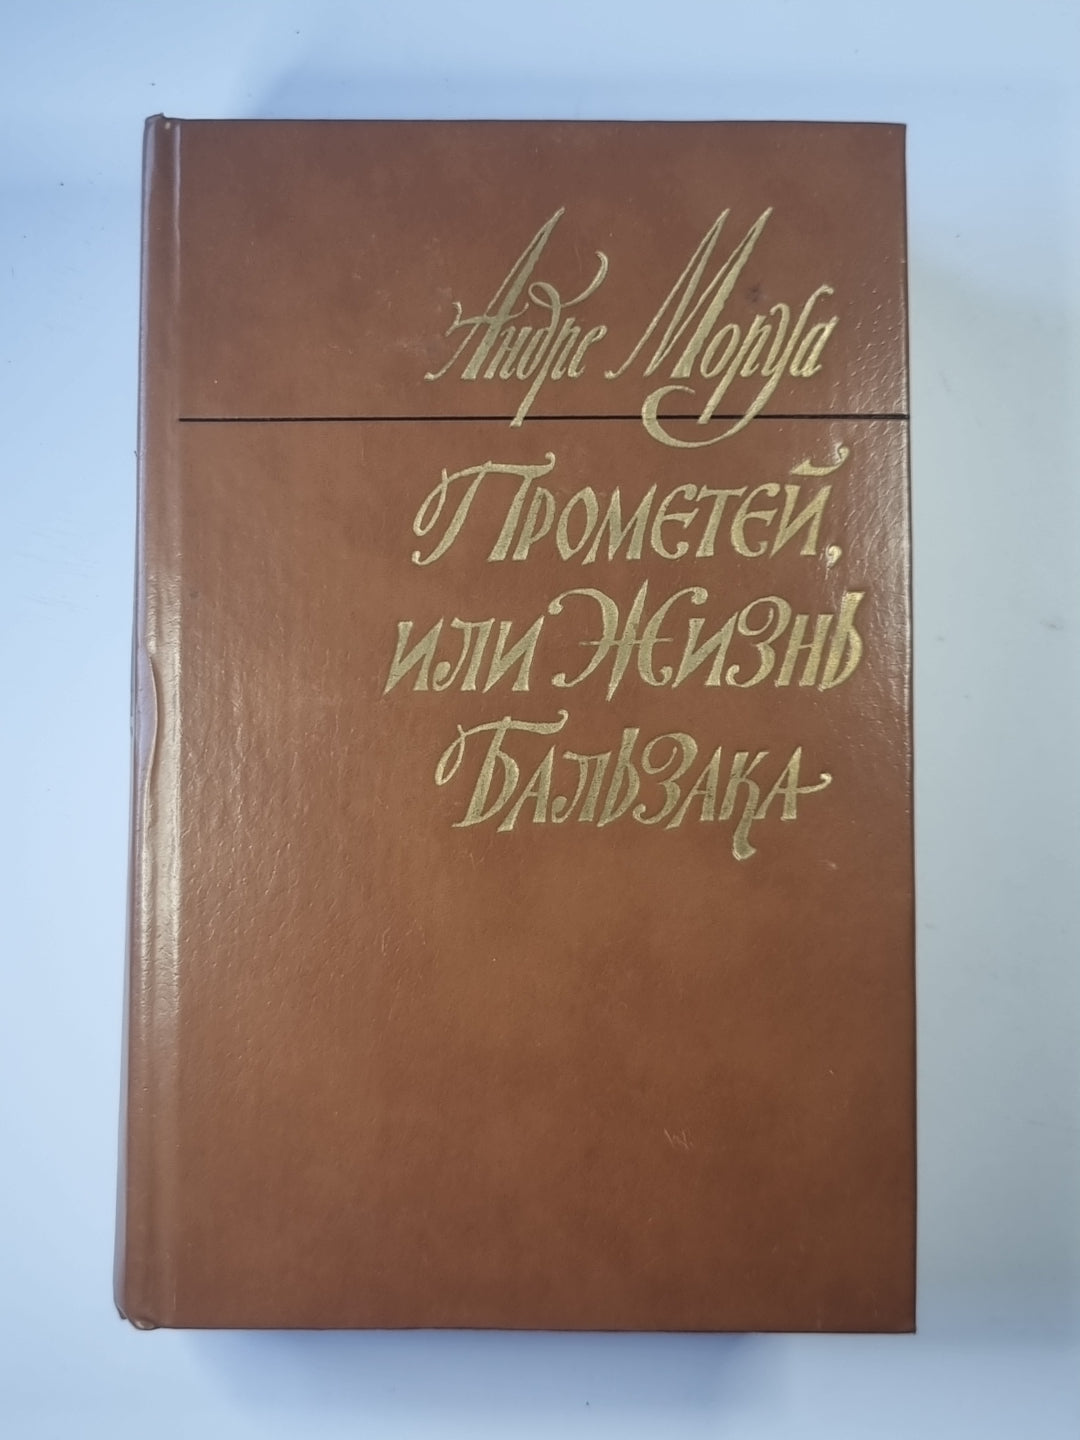 Андре Моруа
Прометей,
или Жизнь
Бальзака